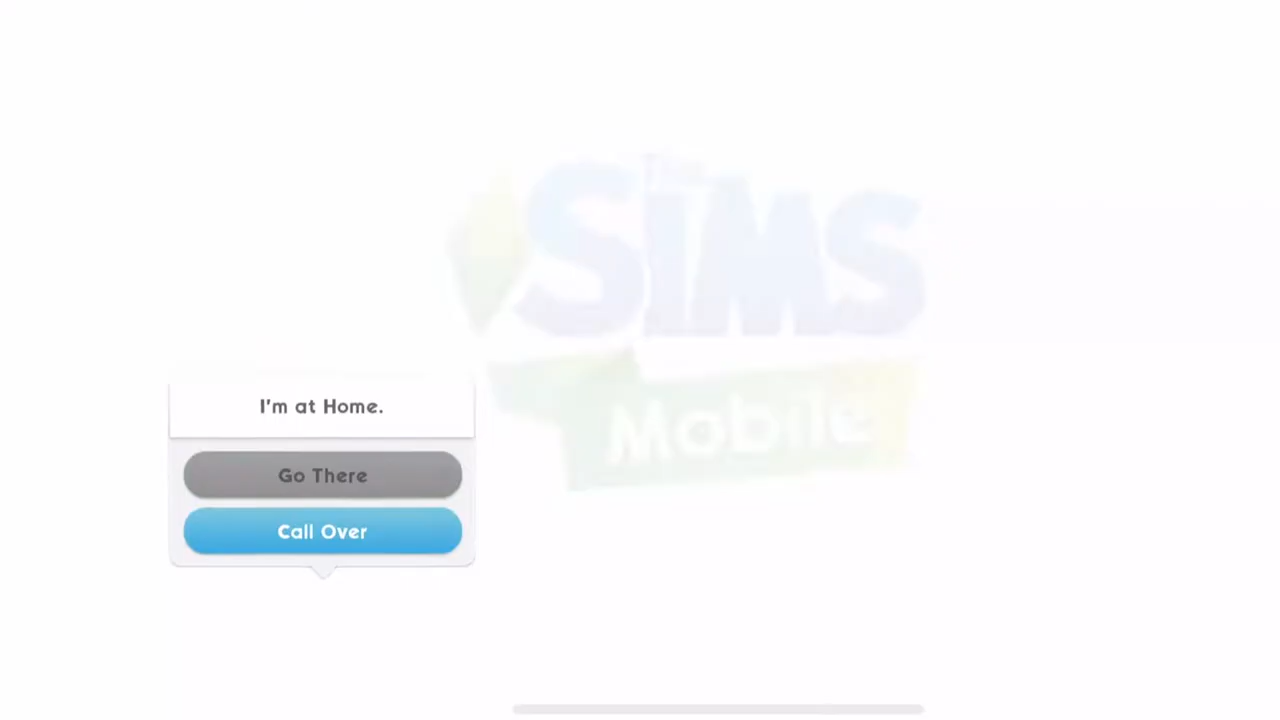 The
SIMS
Mobile
I'm at Home.
Go There
Call Over